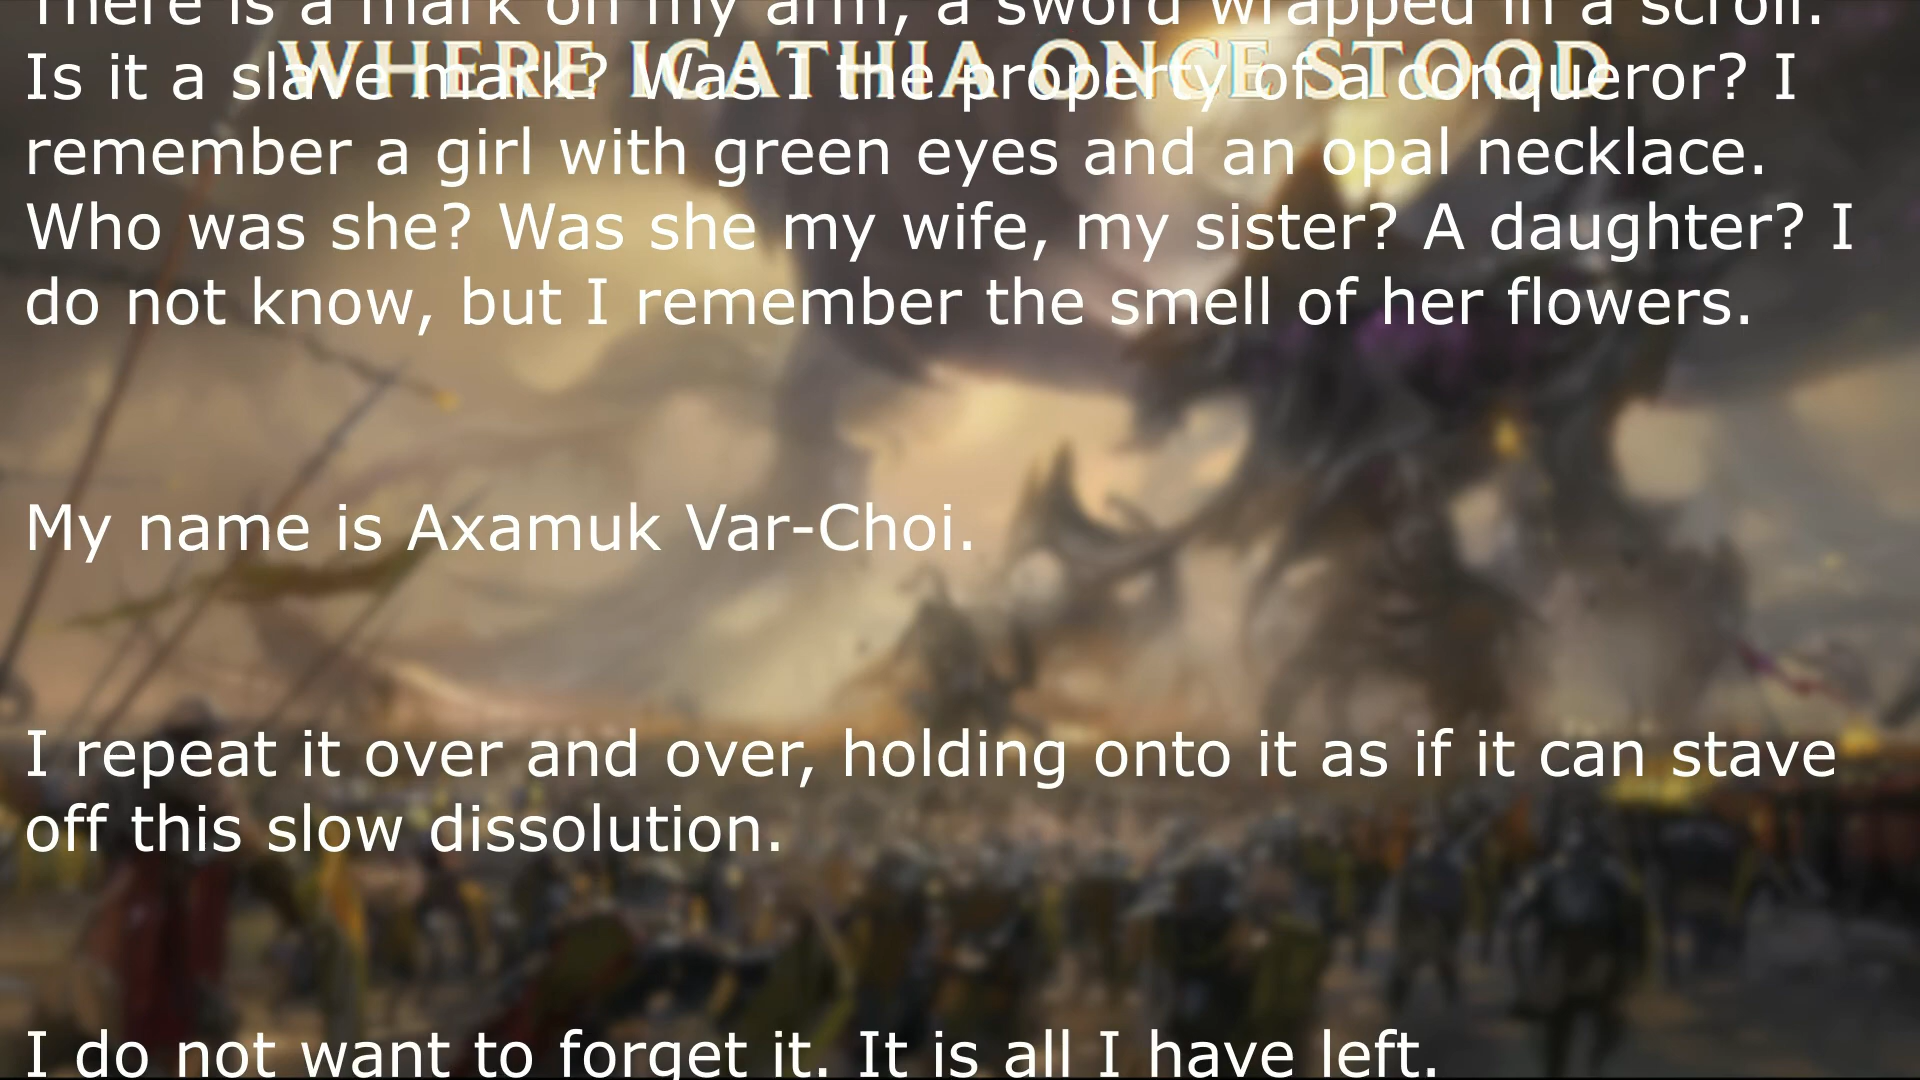 There is a mark on my arm, a sword wrapped in a scroll.
WHERE ICATHIA ONCE STOOD
Is it a slave mark? Was I the property of a conqueror? I
remember a girl with green eyes and an opal necklace.
Who was she? Was she my wife, my sister? A daughter? I
do not know, but I remember the smell of her flowers.
My name is Axamuk Var-Choi.
I repeat it over and over, holding onto it as if it can stave
off this slow dissolution.
I do not want to forget it. It is all I have left.